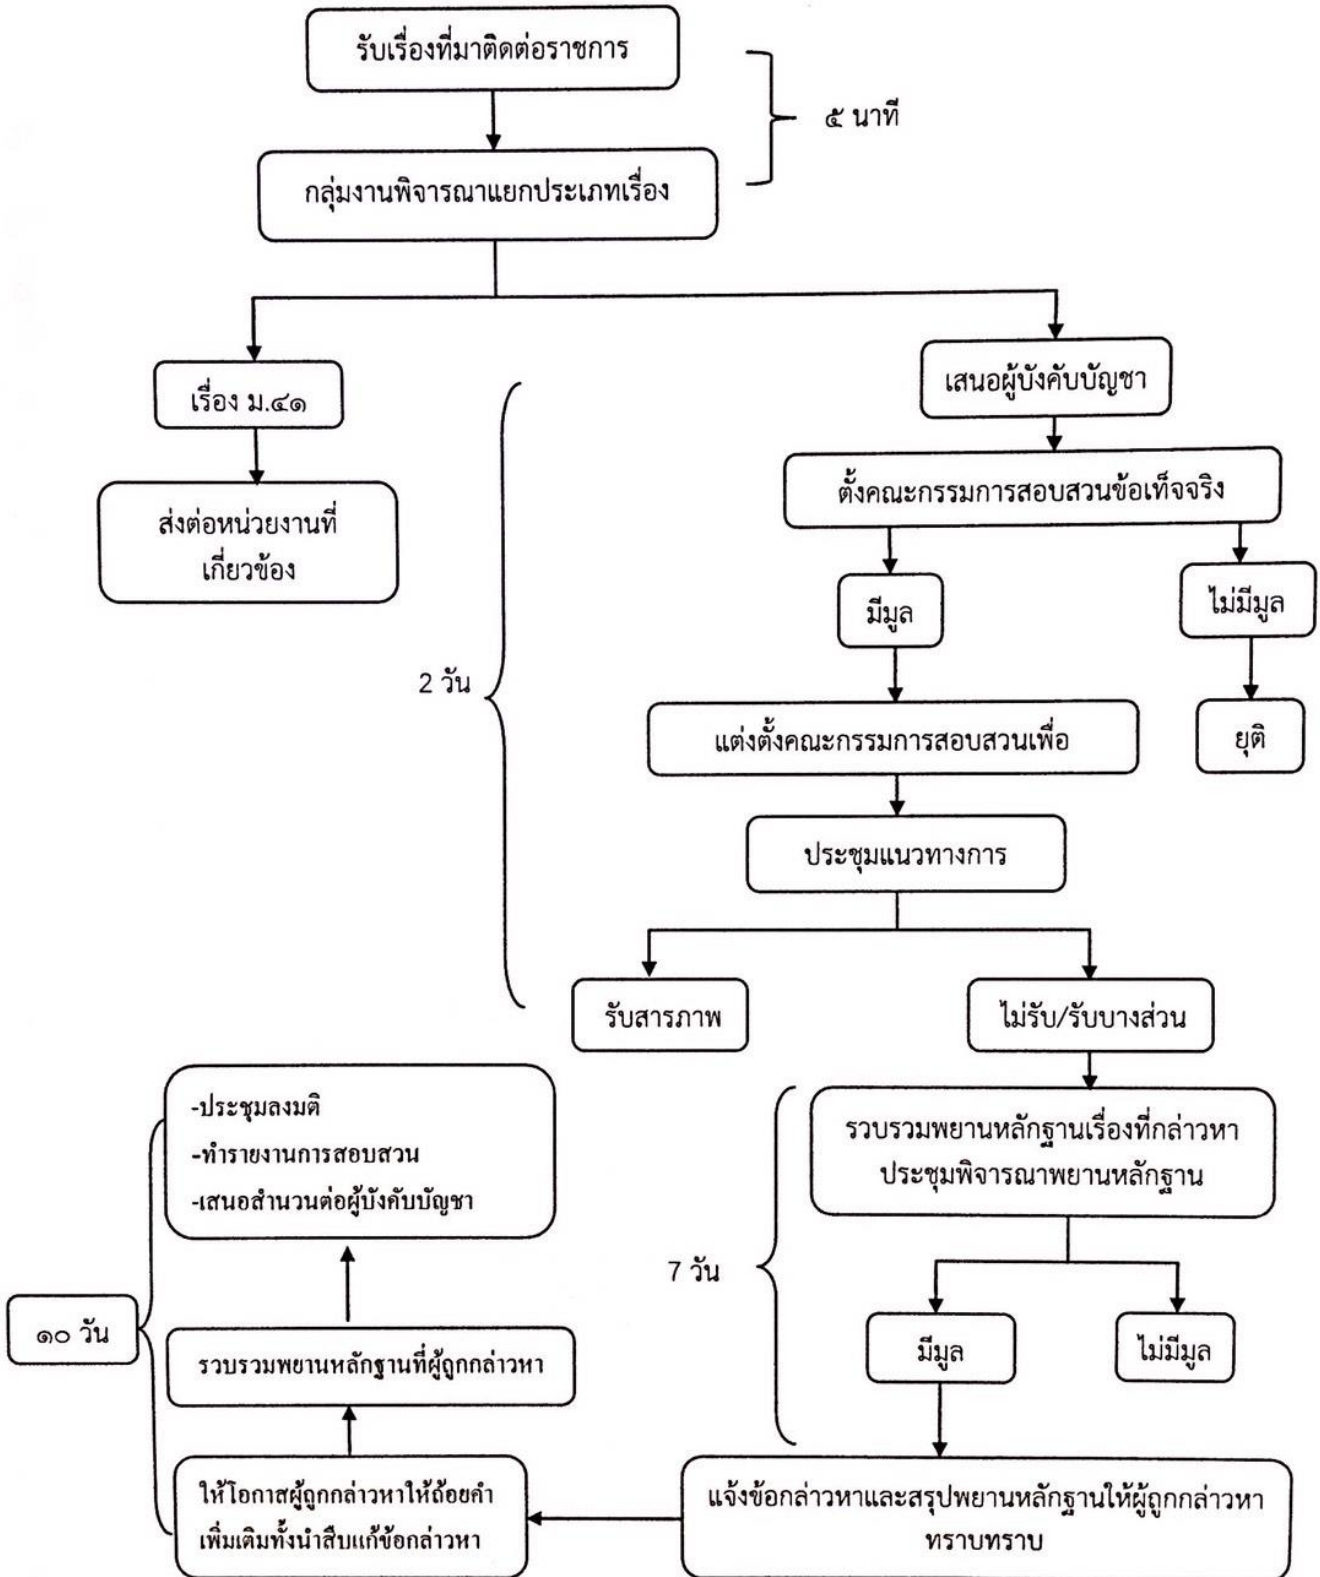 รับเรื่องที่มาติดต่อราชการ
๕ นาที
กลุ่มงานพิจารณาแยกประเภทเรื่อง
เรื่อง ม.๔๑
เสนอผู้บังคับบัญชา
ส่งต่อหน่วยงานที่
เกี่ยวข้อง
ตั้งคณะกรรมการสอบสวนข้อเท็จจริง
มีมูล
ไม่มีมูล
2 วัน
แต่งตั้งคณะกรรมการสอบสวนเพื่อ
ยุติ
ประชุมแนวทางการ
รับสารภาพ
ไม่รับ/รับบางส่วน
รวบรวมพยานหลักฐานเรื่องที่กล่าวหา
ประชุมพิจารณาพยานหลักฐาน
7 วัน
มีมูล
ไม่มีมูล
แจ้งข้อกล่าวหาและสรุปพยานหลักฐานให้ผู้ถูกกล่าวหา
ทราบทราบ
ให้โอกาสผู้ถูกกล่าวหาให้ถ้อยคำ
เพิ่มเติมทั้งนำสืบแก้ข้อกล่าวหา
รวบรวมพยานหลักฐานที่ผู้ถูกกล่าวหา
-ประชุมลงมติ
-ทำรายงานการสอบสวน
-เสนอสำนวนต่อผู้บังคับบัญชา
๑๐ วัน